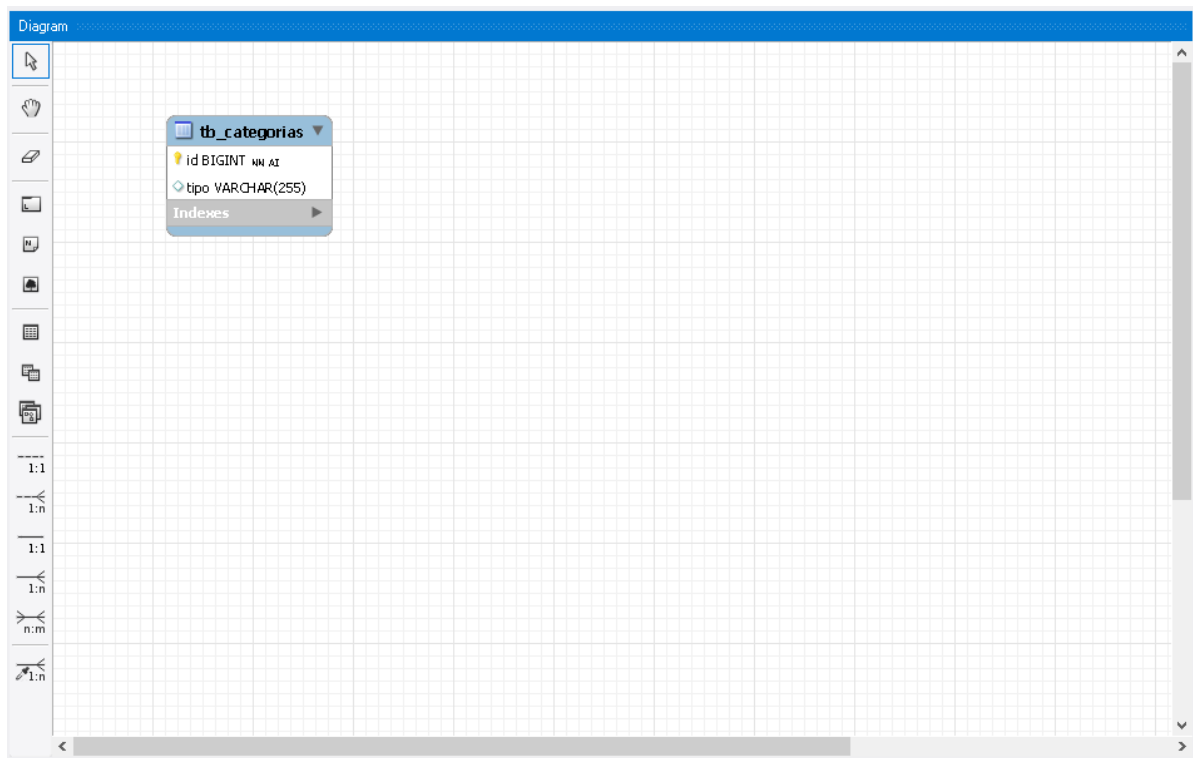 Diagram
tb_categorias
id BIGINT NN AI
tipo VARCHAR(255)
Indexes
1:1
1:n
1:1
1:n
n:m
1:n